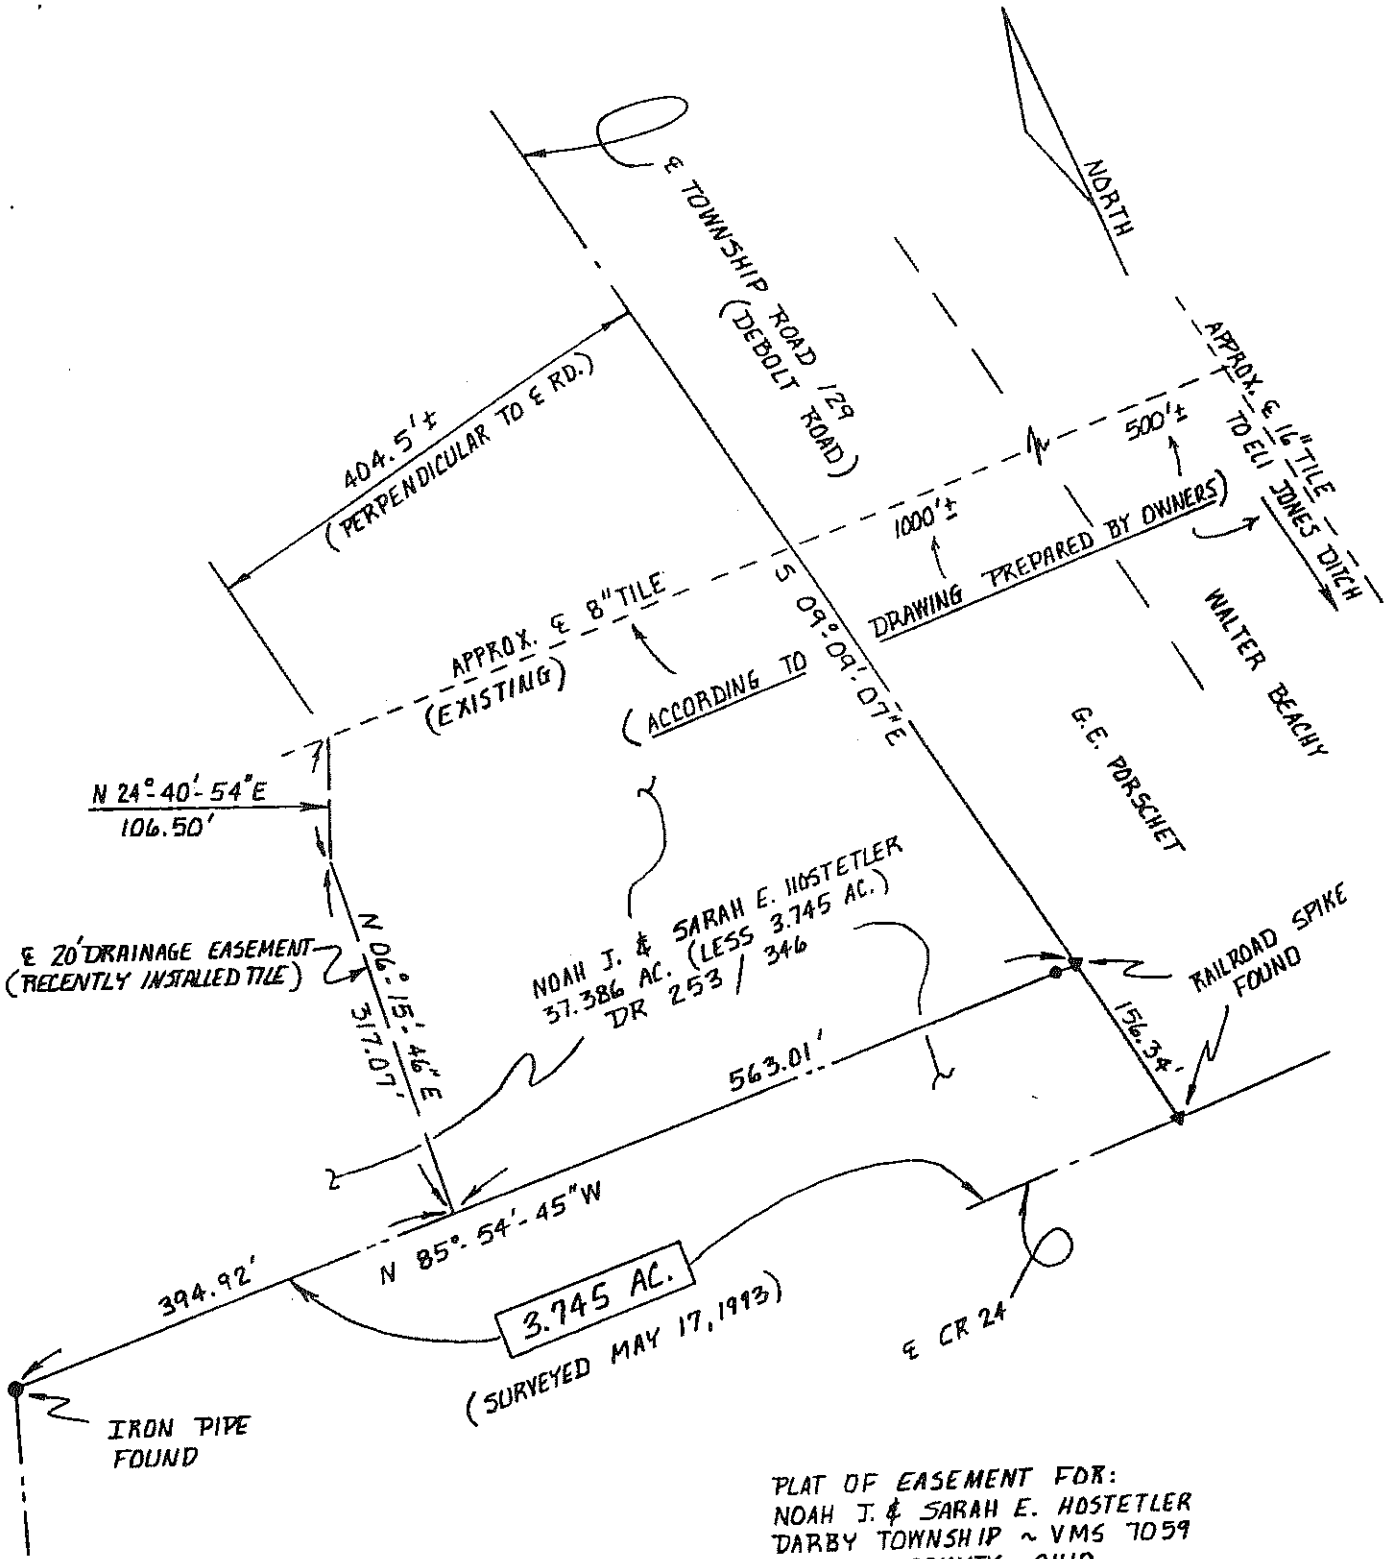 NORTH
℄ TOWNSHIP ROAD 129
(DEBOLT ROAD)
404.5'±
(PERPENDICULAR TO ℄ RD.)
APPROX. ℄ 16" TILE
TO ELI JONES DITCH
500'±
1000'±
APPROX. ℄ 8" TILE
(EXISTING)
(ACCORDING TO DRAWING PREPARED BY OWNERS)
S 09°-09'-07"E
WALTER BEACHY
G.E. PORSCHET
N 24°-40'-54"E
106.50'
℄ 20' DRAINAGE EASEMENT
(RECENTLY INSTALLED TILE)
N 06°-15'-46"E
317.07'
NOAH J. & SARAH E. HOSTETLER
37.386 AC. (LESS 3.745 AC.)
DR 253 / 346
RAILROAD SPIKE
FOUND
156.34'
563.01'
N 85°-54'-45"W
394.92'
3.745 AC.
(SURVEYED MAY 17, 1993)
℄ CR 24
IRON PIPE
FOUND
PLAT OF EASEMENT FOR:
NOAH J. & SARAH E. HOSTETLER
DARBY TOWNSHIP ~ VMS 7059